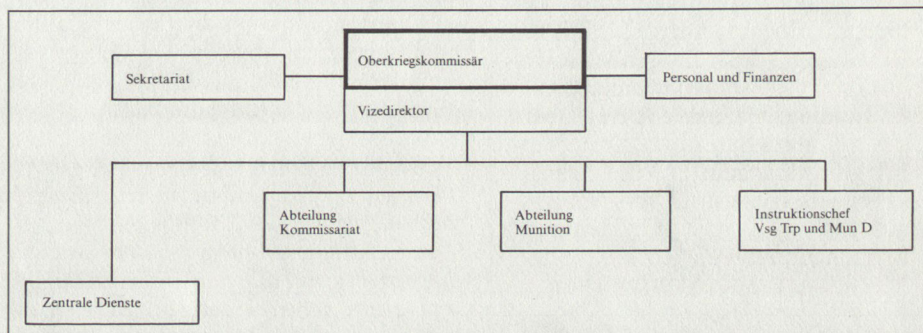 Oberkriegskommissär
Sekretariat
Personal und Finanzen
Vizedirektor
Abteilung
Kommissariat
Abteilung
Munition
Instruktionschef
Vsg Trp und Mun D
Zentrale Dienste